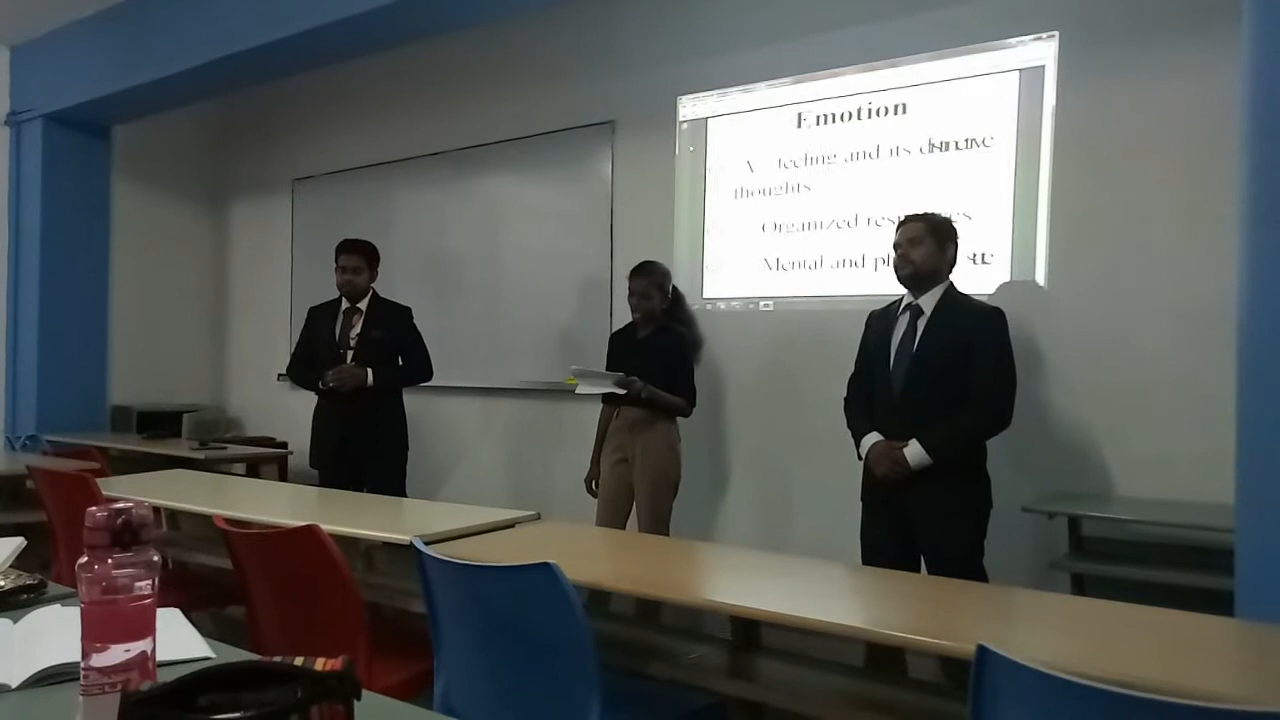 Emotion
A feeling and its distinctive
thoughts
Organized
Mental and